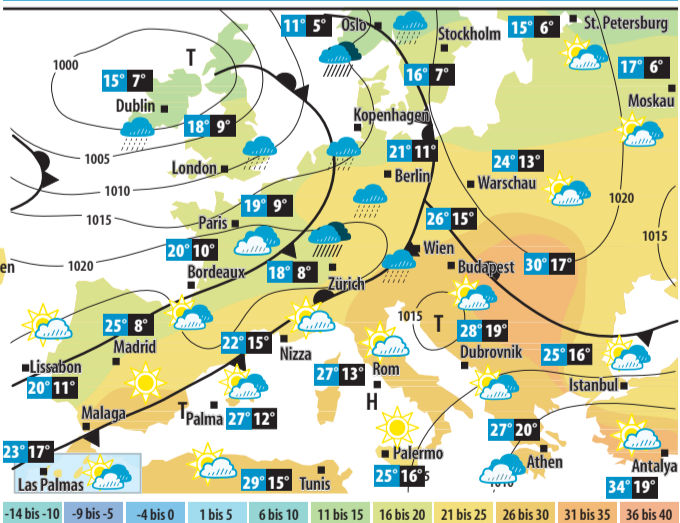 11° 5° Oslo
Stockholm
15° 6° St. Petersburg
1000
T
15° 7°
Dublin
16° 7°
17° 6°
Moskau
18° 9°
Kopenhagen
1005
London
21° 11°
Berlin
24° 13°
Warschau
1010
1015
19° 9°
Paris
26° 15°
1020
1015
20° 10°
Bordeaux
Wien
en
1020
18° 8°
Zürich
Budapest
30° 17°
25° 8°
Madrid
22° 15°
Nizza
1015
T
28° 19°
Dubrovnik
25° 16°
Lissabon
20° 11°
27° 13°
Rom
Istanbul
H
Malaga
T
Palma
27° 12°
27° 20°
Athen
23° 17°
Las Palmas
Palermo
25° 16°
29° 15° Tunis
Antalya
34° 19°
-14 bis -10 -9 bis -5 -4 bis 0 1 bis 5 6 bis 10 11 bis 15 16 bis 20 21 bis 25 26 bis 30 31 bis 35 36 bis 40